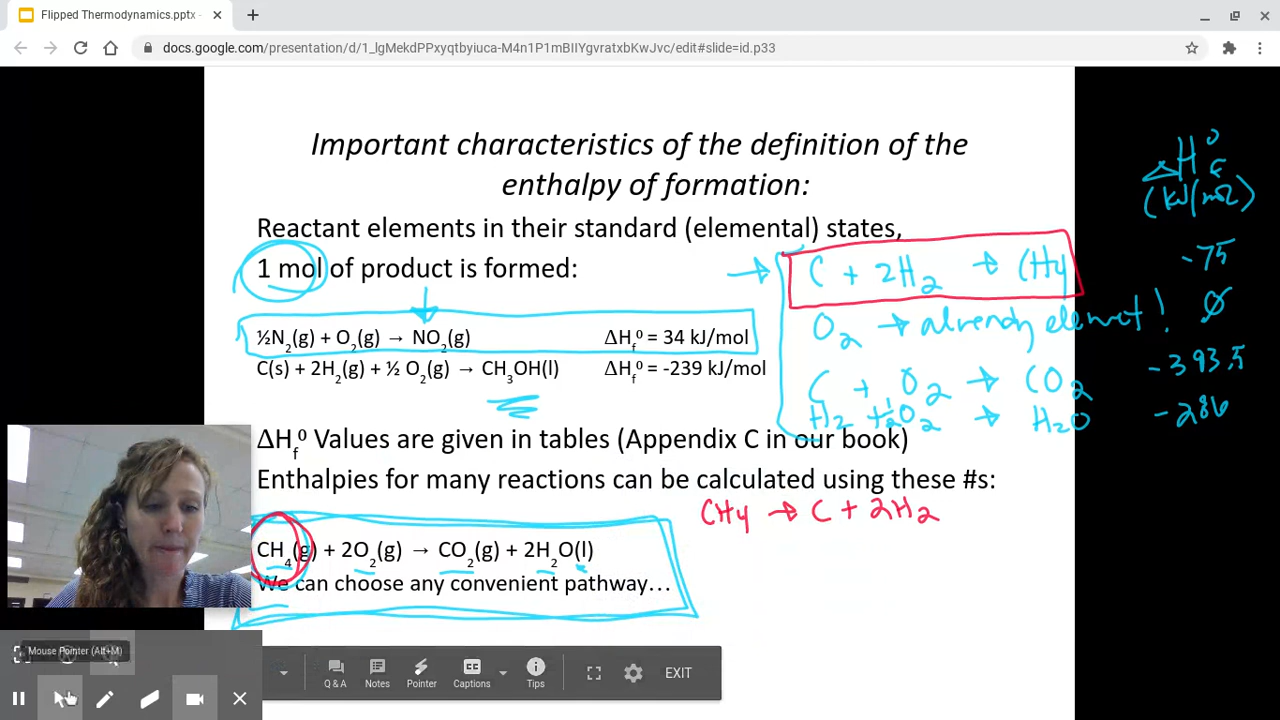 Flipped Thermodynamics.pptx -
docs.google.com/presentation/d/1_lgMekdPPxyqtbyiuca-M4n1P1mBIIYgvratxbKwJvc/edit#slide=id.p33
Important characteristics of the definition of the
enthalpy of formation:
ΔH°f
(kJ/mol)
Reactant elements in their standard (elemental) states,
1 mol of product is formed:
→ C + 2H₂ → CH₄ -75
O₂ → already element! 0
C + O₂ → CO₂ -393.5
H₂ + ½O₂ → H₂O -286
½N₂(g) + O₂(g) → NO₂(g) ΔHf⁰ = 34 kJ/mol
C(s) + 2H₂(g) + ½ O₂(g) → CH₃OH(l) ΔHf⁰ = -239 kJ/mol
ΔHf⁰ Values are given in tables (Appendix C in our book)
Enthalpies for many reactions can be calculated using these #s:
CH₄ → C + 2H₂
CH₄(g) + 2O₂(g) → CO₂(g) + 2H₂O(l)
We can choose any convenient pathway…
Mouse Pointer (Alt+M)
Q & A Notes Pointer Captions Tips EXIT